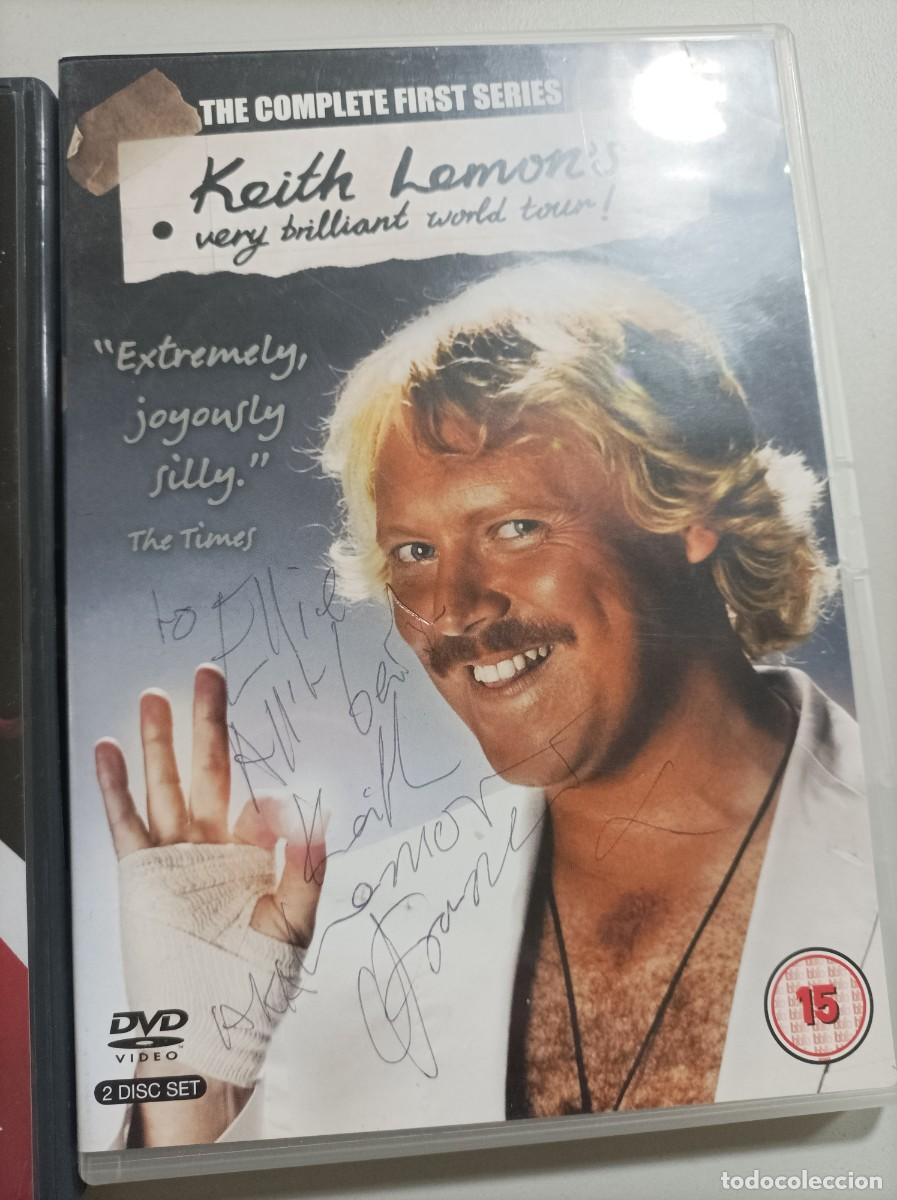 THE COMPLETE FIRST SERIES
Keith Lemon's
very brilliant world tour!
"Extremely,
joyously
silly."
The Times
to Ellie
All the best
Keith
Lemon
DVD
VIDEO
2 DISC SET
15
todocoleccion